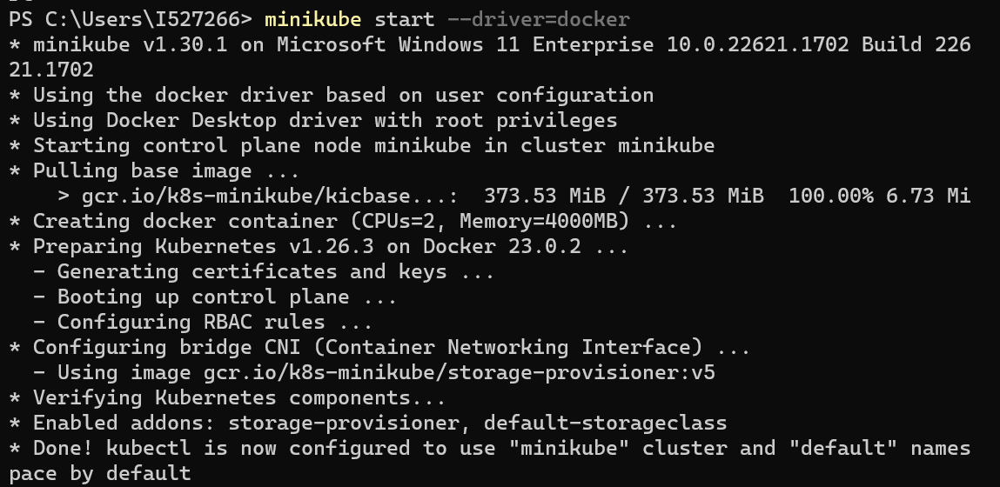 PS C:\Users\I527266> minikube start --driver=docker
* minikube v1.30.1 on Microsoft Windows 11 Enterprise 10.0.22621.1702 Build 226
21.1702
* Using the docker driver based on user configuration
* Using Docker Desktop driver with root privileges
* Starting control plane node minikube in cluster minikube
* Pulling base image ...
    > gcr.io/k8s-minikube/kicbase...:  373.53 MiB / 373.53 MiB  100.00% 6.73 Mi
* Creating docker container (CPUs=2, Memory=4000MB) ...
* Preparing Kubernetes v1.26.3 on Docker 23.0.2 ...
  - Generating certificates and keys ...
  - Booting up control plane ...
  - Configuring RBAC rules ...
* Configuring bridge CNI (Container Networking Interface) ...
  - Using image gcr.io/k8s-minikube/storage-provisioner:v5
* Verifying Kubernetes components...
* Enabled addons: storage-provisioner, default-storageclass
* Done! kubectl is now configured to use "minikube" cluster and "default" names
pace by default